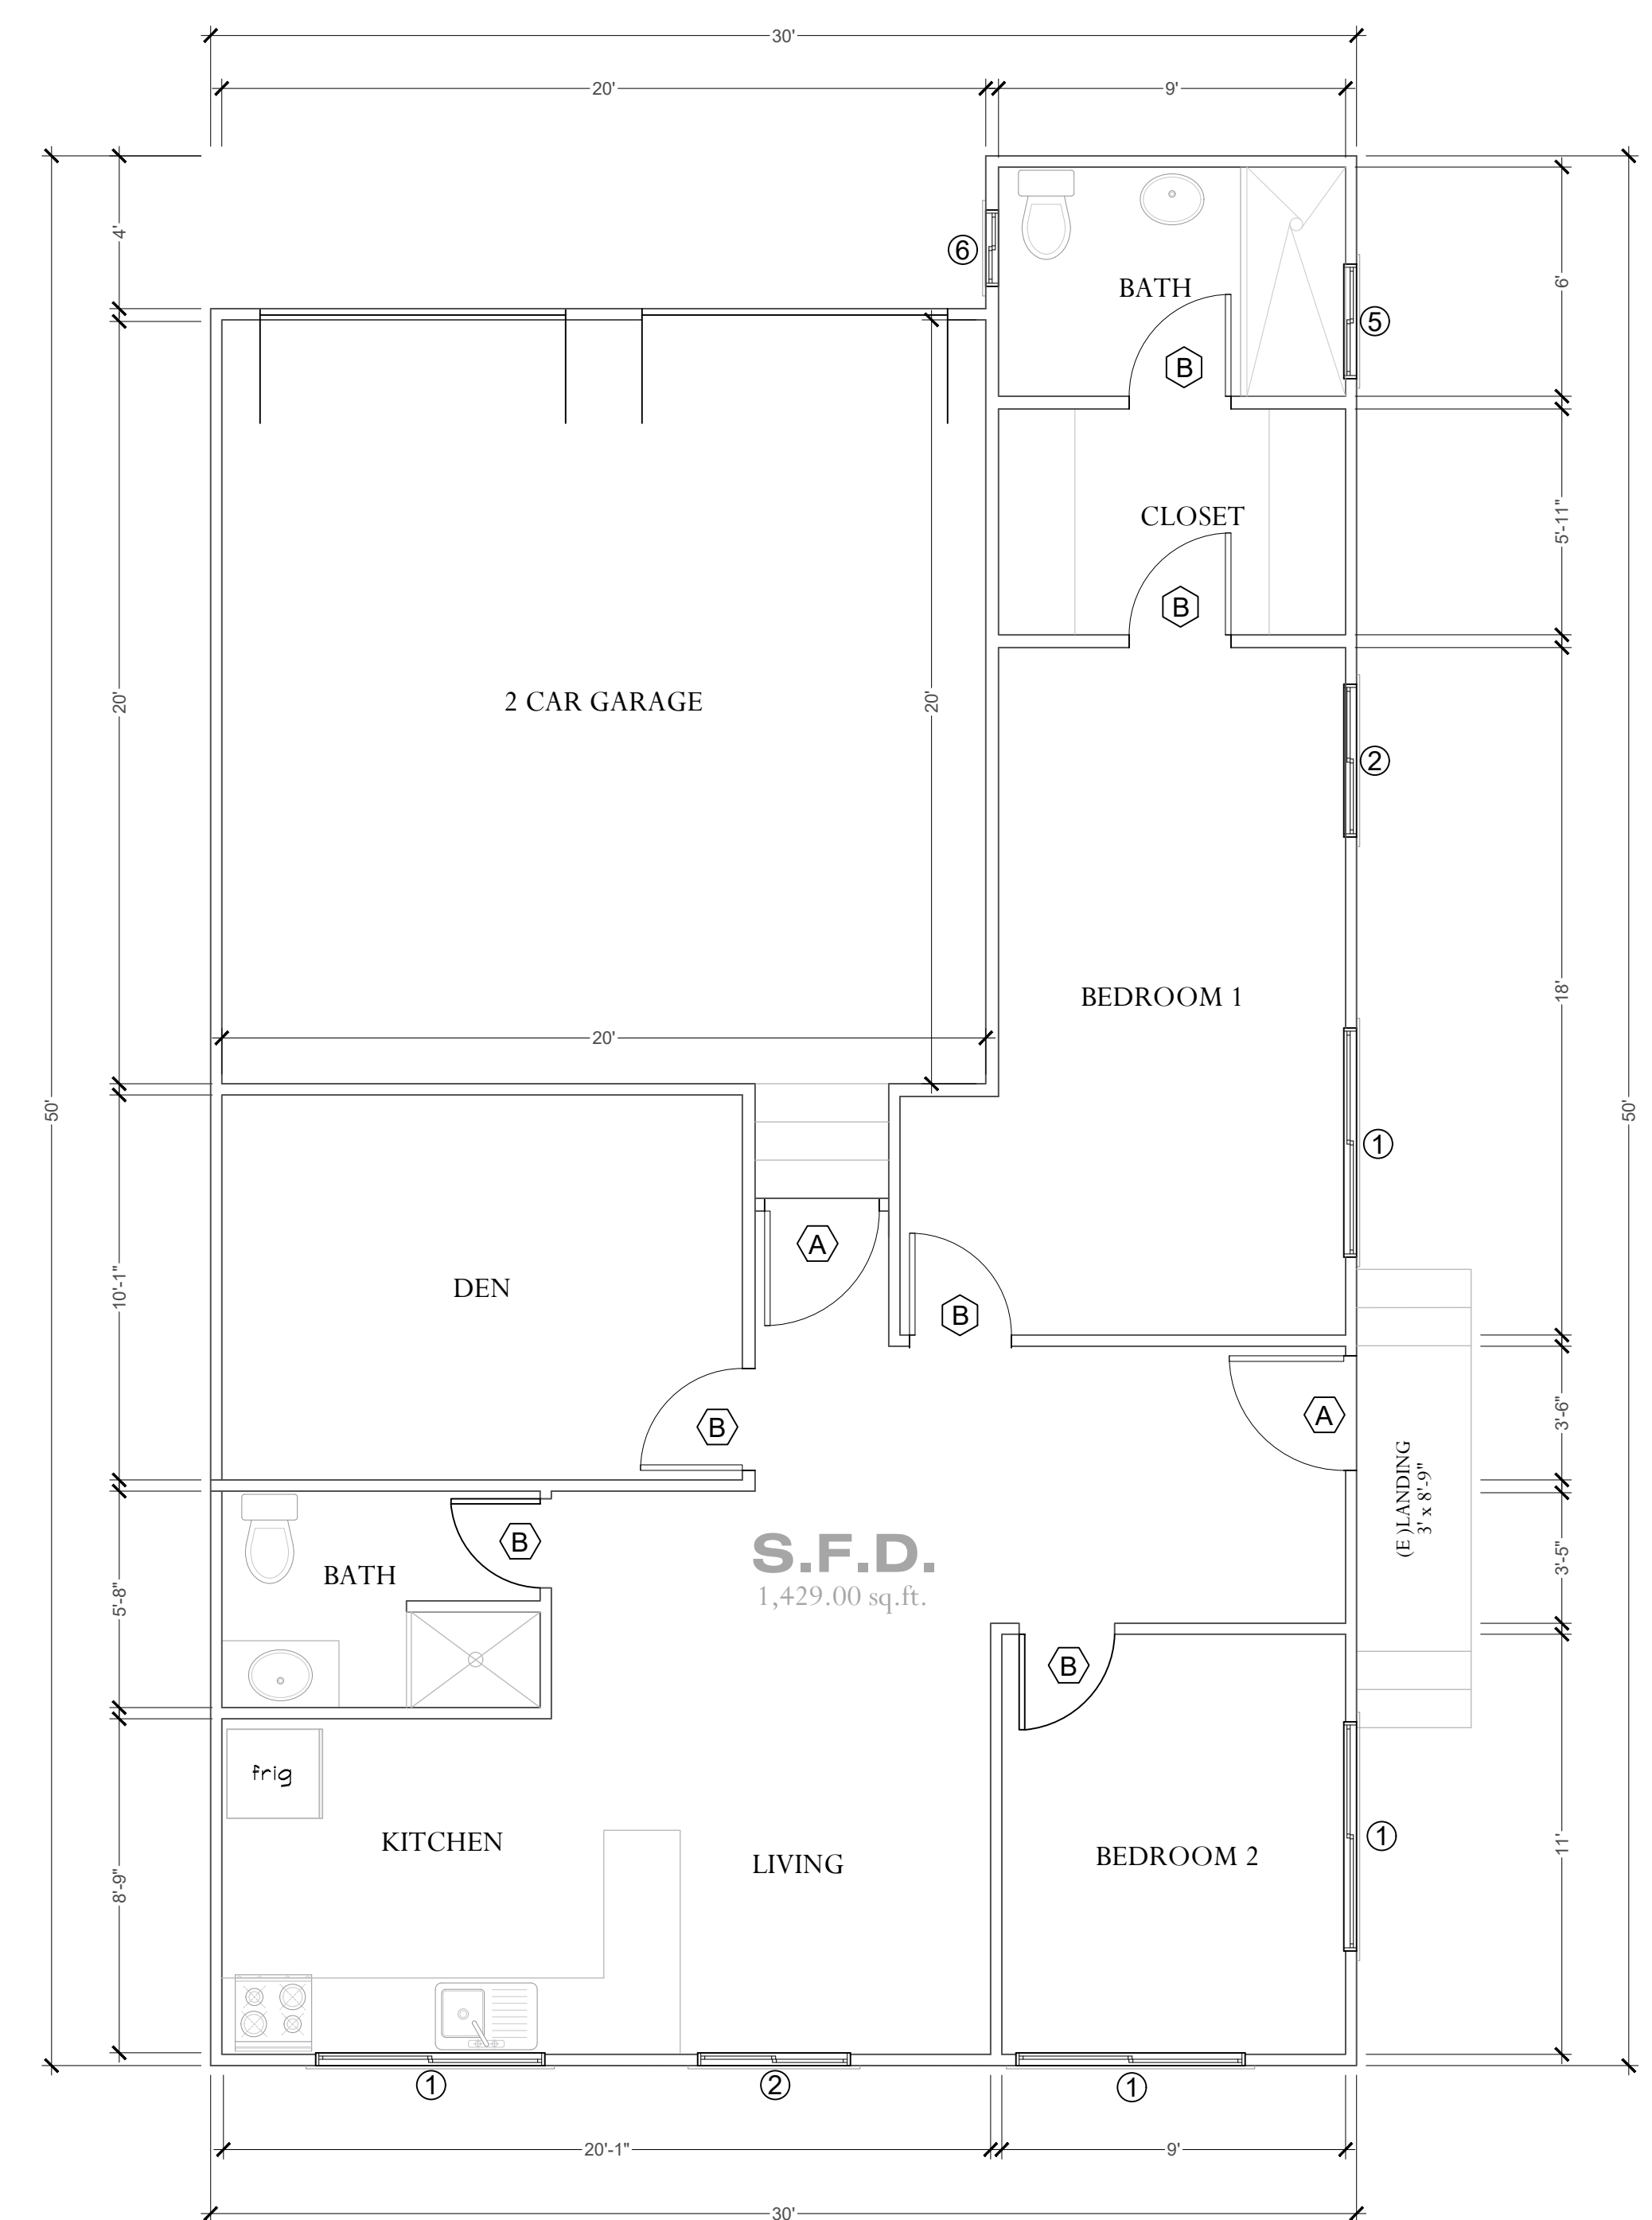 30'
20'
9'
4'
6
BATH
6'
5
B
5'-11"
CLOSET
B
20'
2 CAR GARAGE
20'
2
BEDROOM 1
18'
20'
50'
50'
1
A
10'-1"
DEN
B
B
A
3'-6"
(E )LANDING
3' x 8'-9"
B
S.F.D.
1,429.00 sq.ft.
3'-5"
BATH
5'-8"
B
frig
KITCHEN
LIVING
BEDROOM 2
1
11'
8'-9"
1
2
1
20'-1"
9'
30'